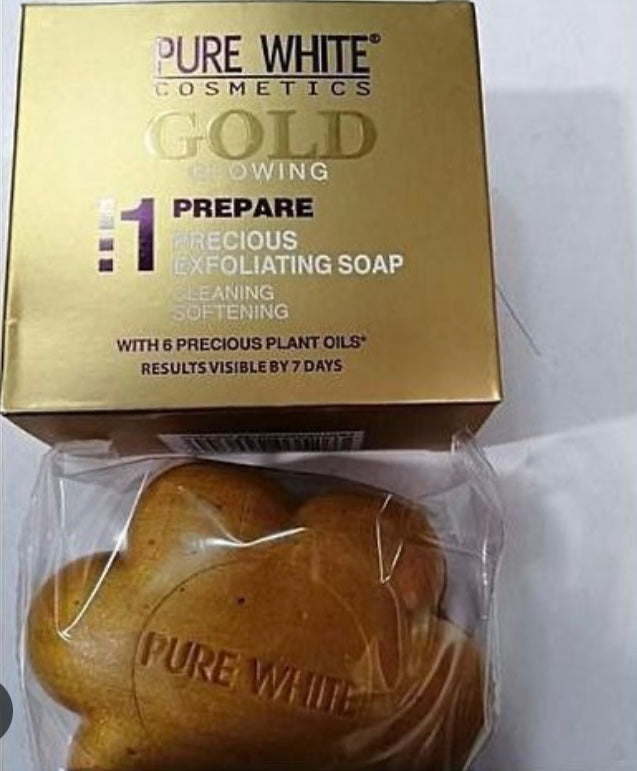 PURE WHITE®
COSMETICS
GOLD
GLOWING
1 PREPARE
PRECIOUS
EXFOLIATING SOAP
CLEANING
SOFTENING
WITH 6 PRECIOUS PLANT OILS*
RESULTS VISIBLE BY 7 DAYS
PURE WHITE